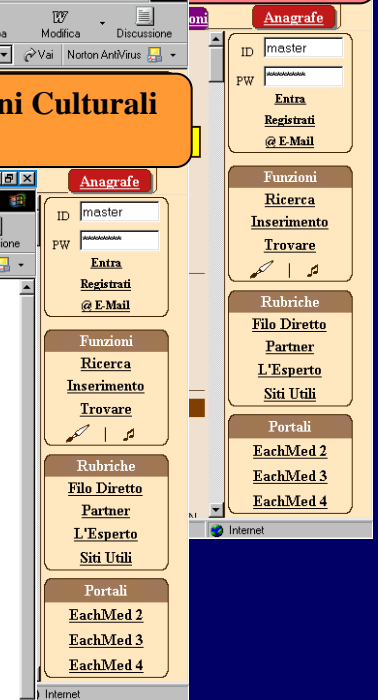 Modifica
Discussione
Vai
Norton AntiVirus
ni Culturali
Anagrafe
ID master
PW ********
Entra
Registrati
@ E-Mail
Funzioni
Ricerca
Inserimento
Trovare
|
Rubriche
Filo Diretto
Partner
L'Esperto
Siti Utili
Portali
EachMed 2
EachMed 3
EachMed 4
Internet
oni
Anagrafe
ID master
PW ********
Entra
Registrati
@ E-Mail
Funzioni
Ricerca
Inserimento
Trovare
|
Rubriche
Filo Diretto
Partner
L'Esperto
Siti Utili
Portali
EachMed 2
EachMed 3
EachMed 4
Internet